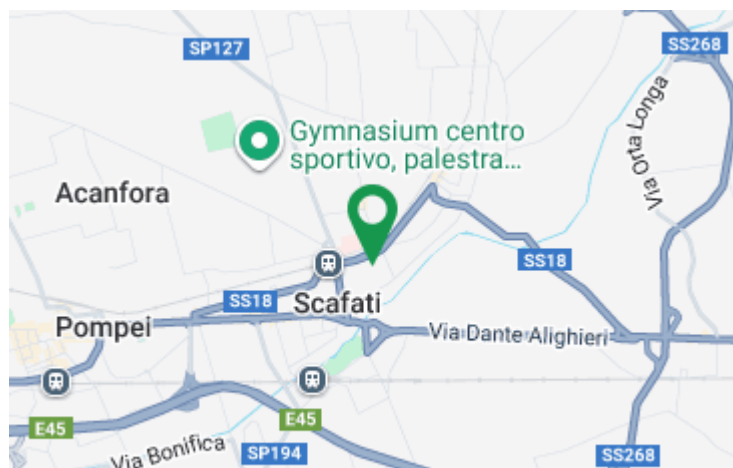 SP127
SS268
Gymnasium centro
sportivo, palestra...
Via Orta Longa
Acanfora
SS18
SS18
Scafati
Pompei
Via Dante Alighieri
E45
E45
Via Bonifica
SP194
SS268